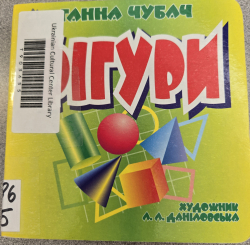 ГАННА ЧУБАЧ
ФІГУРИ
Ukrainian Cultural Center Library
ХУДОЖНИК
Л. Л. ДАНІЛОВСЬКА